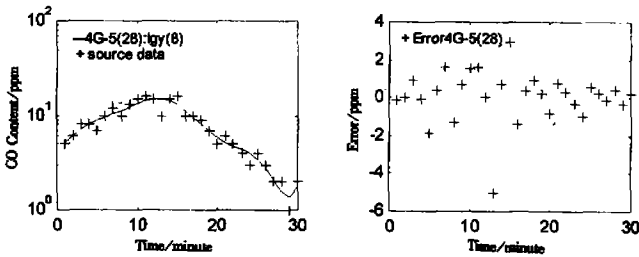 4G-5(28):lgy(8)
source data
CO Content/ppm
10²
10¹
10⁰
0
10
20
30
Time/minute
Error4G-5(28)
Error/ppm
4
2
0
-2
-4
-6
0
10
20
30
Time/minute